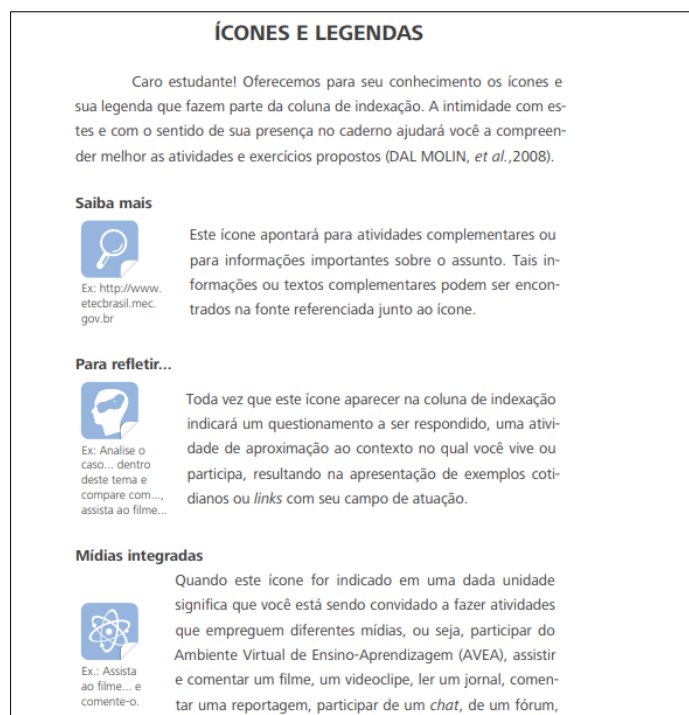 ÍCONES E LEGENDAS
Caro estudante! Oferecemos para seu conhecimento os ícones e
sua legenda que fazem parte da coluna de indexação. A intimidade com es-
tes e com o sentido de sua presença no caderno ajudará você a compreen-
der melhor as atividades e exercícios propostos (DAL MOLIN, et al.,2008).
Saiba mais
Ex: http://www.
etecbrasil.mec.
gov.br
Este ícone apontará para atividades complementares ou
para informações importantes sobre o assunto. Tais in-
formações ou textos complementares podem ser encon-
trados na fonte referenciada junto ao ícone.
Para refletir...
Ex: Analise o
caso... dentro
deste tema e
compare com...,
assista ao filme...
Toda vez que este ícone aparecer na coluna de indexação
indicará um questionamento a ser respondido, uma ativi-
dade de aproximação ao contexto no qual você vive ou
participa, resultando na apresentação de exemplos coti-
dianos ou links com seu campo de atuação.
Mídias integradas
Ex.: Assista
ao filme... e
comente-o.
Quando este ícone for indicado em uma dada unidade
significa que você está sendo convidado a fazer atividades
que empreguem diferentes mídias, ou seja, participar do
Ambiente Virtual de Ensino-Aprendizagem (AVEA), assistir
e comentar um filme, um videoclipe, ler um jornal, comen-
tar uma reportagem, participar de um chat, de um fórum,